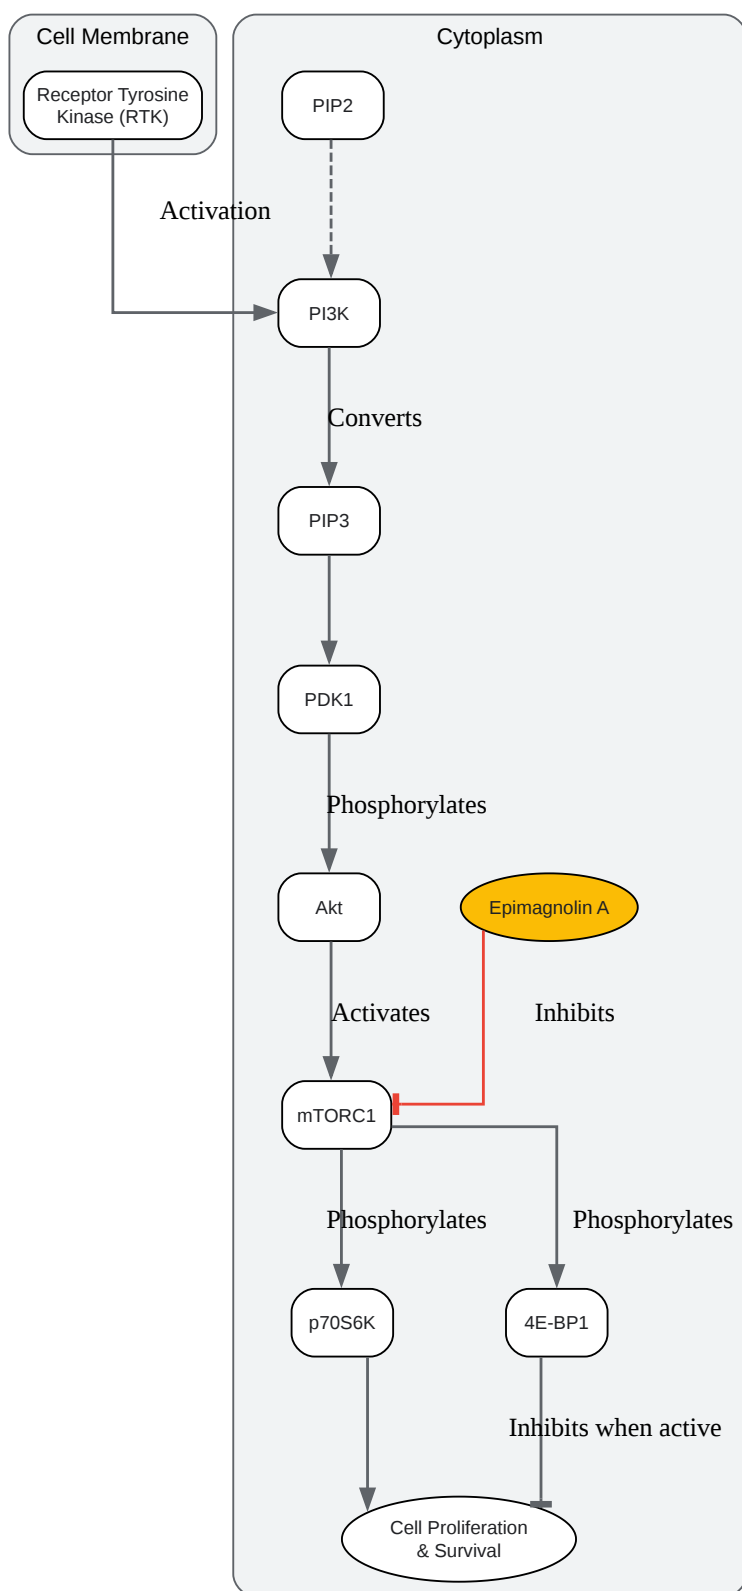 Cell Membrane
Cytoplasm
Receptor Tyrosine
Kinase (RTK)
PIP2
Activation
PI3K
Converts
PIP3
PDK1
Phosphorylates
Akt
Epimagnolin A
Activates
Inhibits
mTORC1
Phosphorylates
Phosphorylates
p70S6K
4E-BP1
Inhibits when active
Cell Proliferation
& Survival